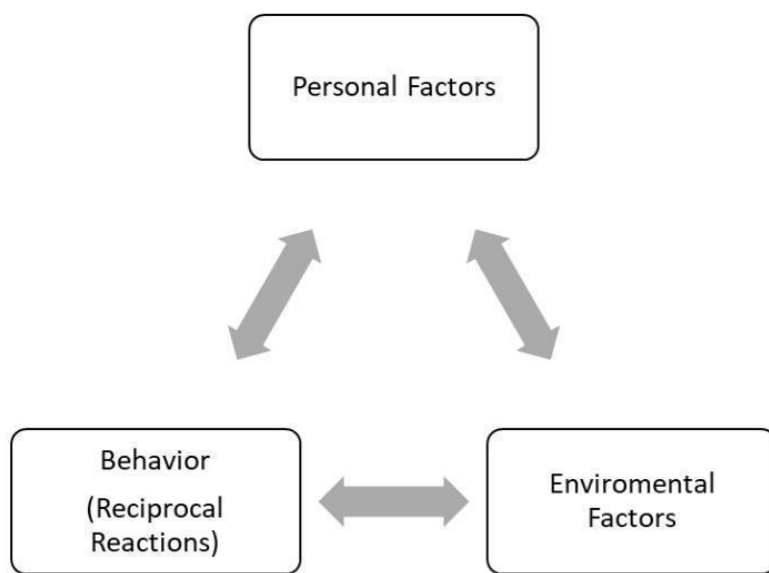 Personal Factors
Behavior
(Reciprocal
Reactions)
Enviromental
Factors